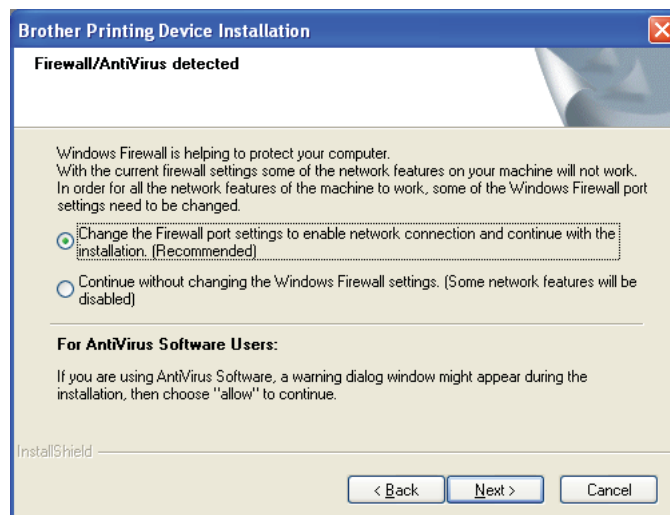 Brother Printing Device Installation
Firewall/AntiVirus detected
Windows Firewall is helping to protect your computer.
With the current firewall settings some of the network features on your machine will not work.
In order for all the network features of the machine to work, some of the Windows Firewall port
settings need to be changed.
Change the Firewall port settings to enable network connection and continue with the
installation. (Recommended)
Continue without changing the Windows Firewall settings. (Some network features will be
disabled)
For AntiVirus Software Users:
If you are using AntiVirus Software, a warning dialog window might appear during the
installation, then choose "allow" to continue.
InstallShield
< Back
Next >
Cancel